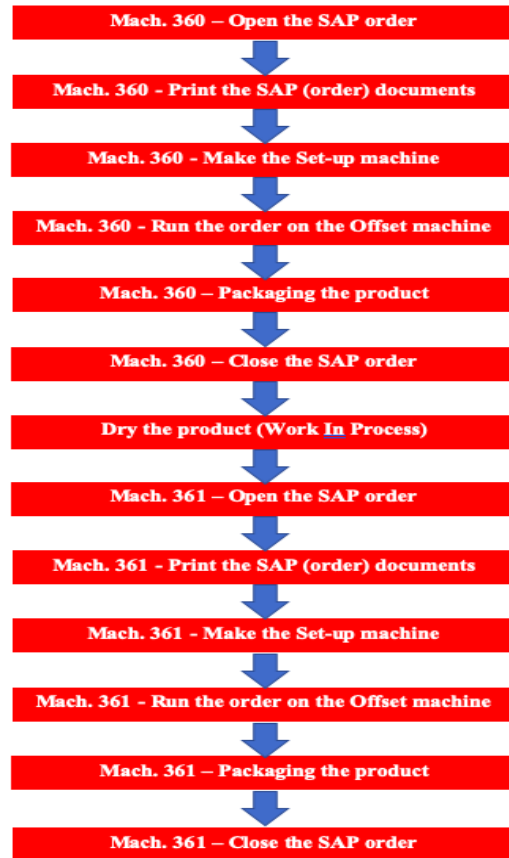 Mach. 360 – Open the SAP order
Mach. 360 - Print the SAP (order) documents
Mach. 360 - Make the Set-up machine
Mach. 360 - Run the order on the Offset machine
Mach. 360 – Packaging the product
Mach. 360 – Close the SAP order
Dry the product (Work In Process)
Mach. 361 – Open the SAP order
Mach. 361 - Print the SAP (order) documents
Mach. 361 - Make the Set-up machine
Mach. 361 - Run the order on the Offset machine
Mach. 361 – Packaging the product
Mach. 361 – Close the SAP order